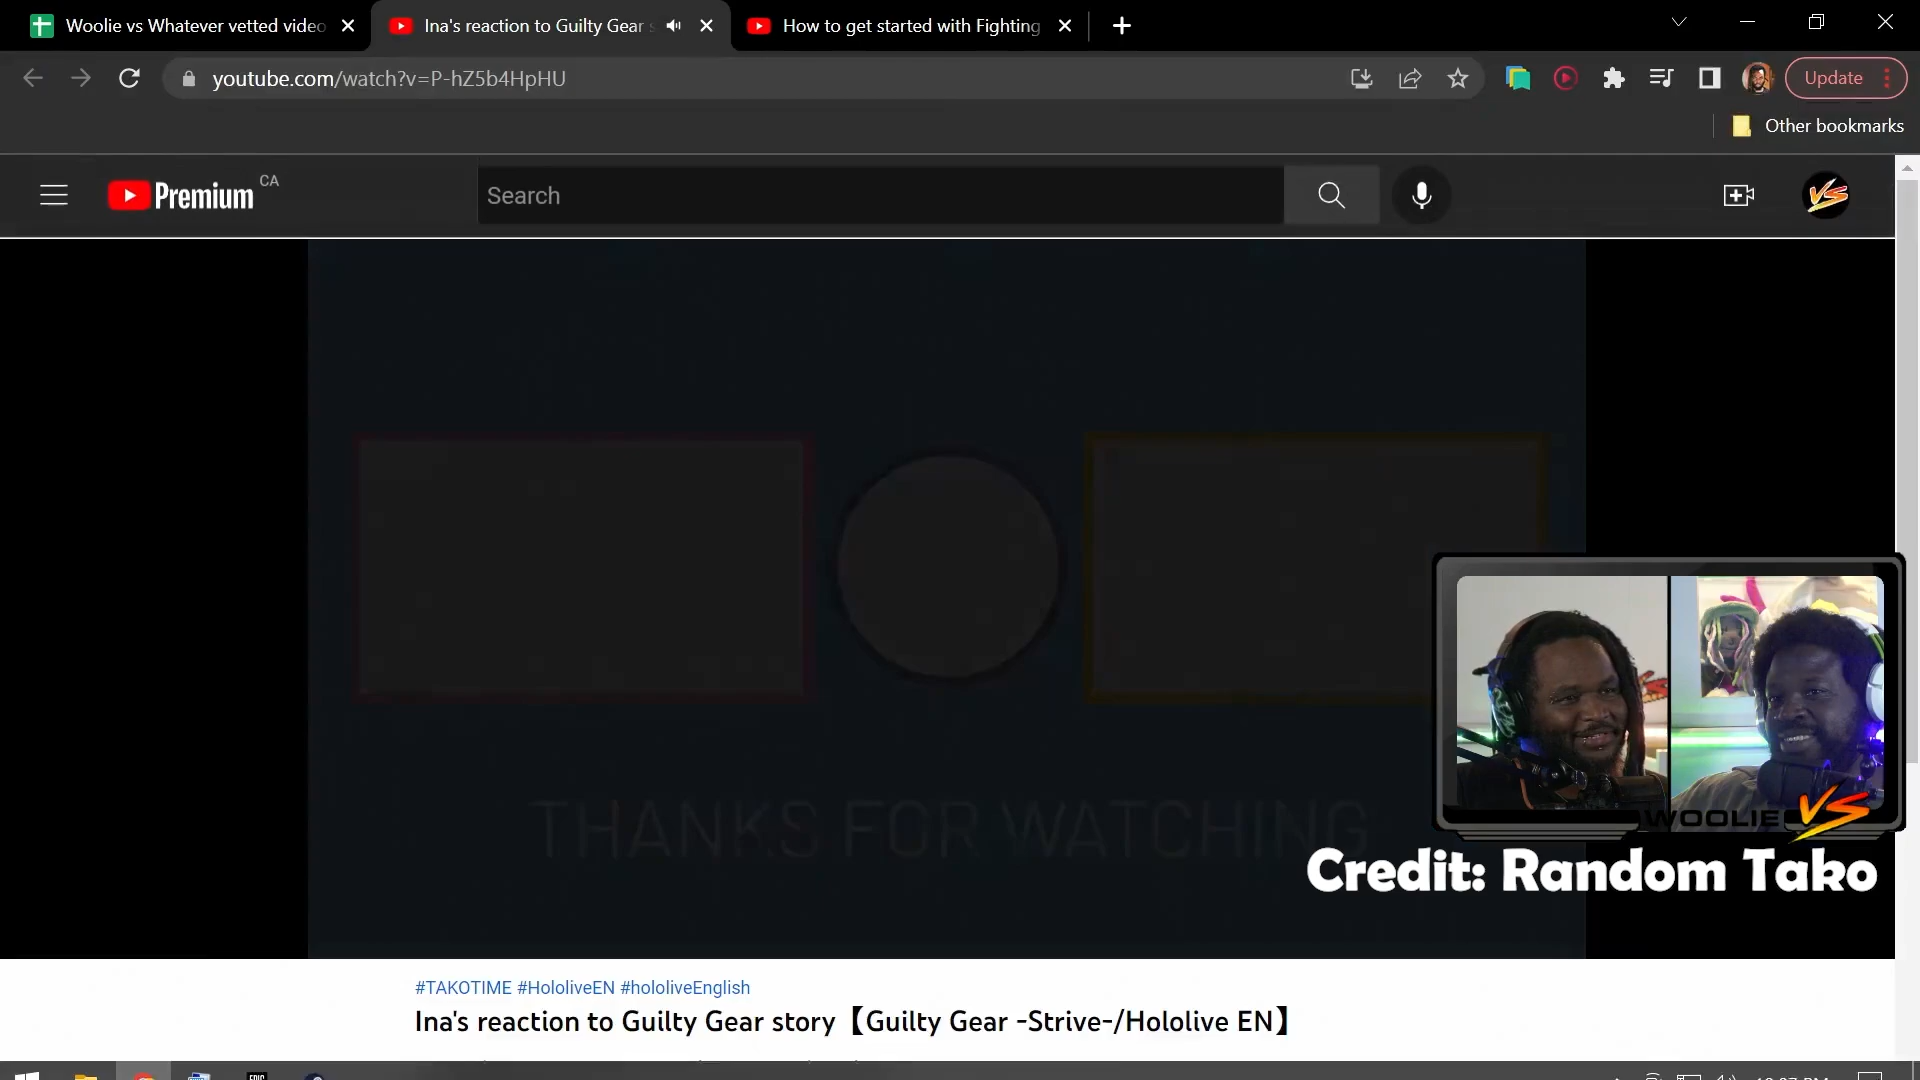 Woolie vs Whatever vetted video
Ina's reaction to Guilty Gear s
How to get started with Fighting
youtube.com/watch?v=P-hZ5b4HpHU
Update
Other bookmarks
Premium CA
Search
VS
THANKS FOR WATCHING
WOOLIE VS
Credit: Random Tako
#TAKOTIME #HololiveEN #hololiveEnglish
Ina's reaction to Guilty Gear story【Guilty Gear -Strive-/Hololive EN】